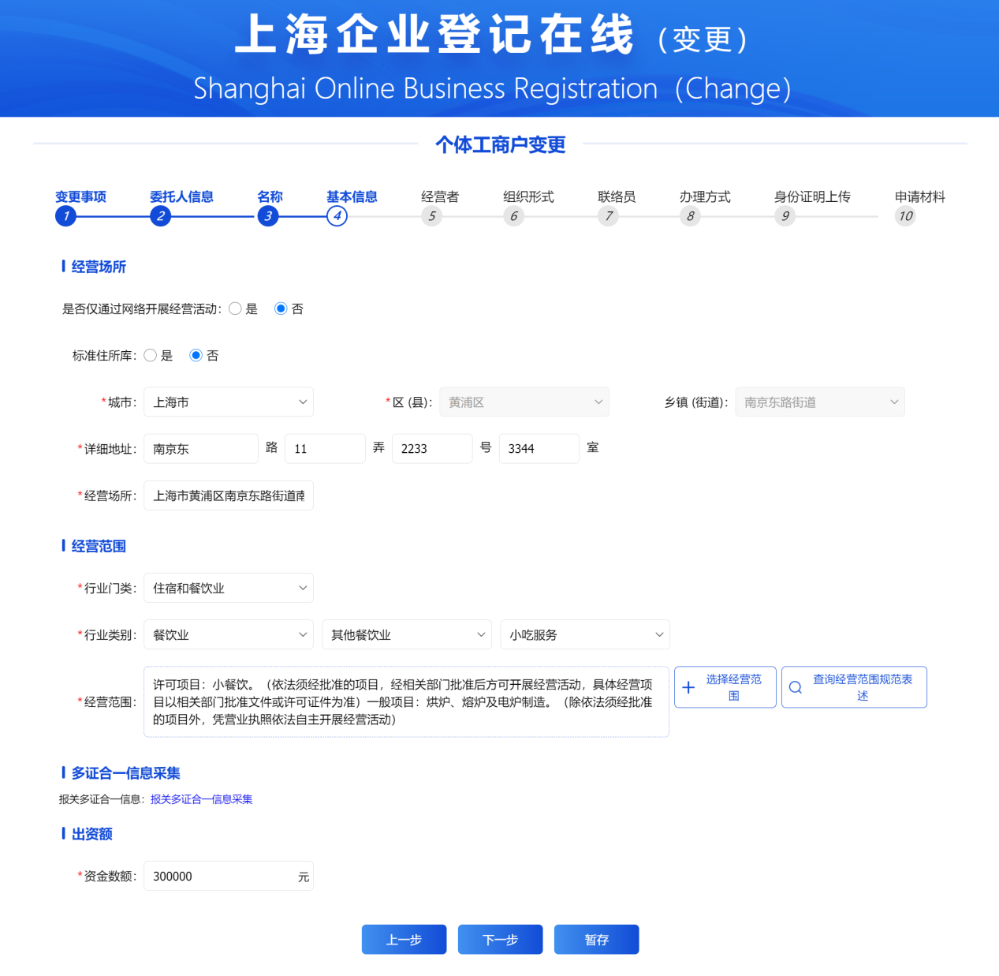 上海企业登记在线（变更）
Shanghai Online Business Registration（Change）
个体工商户变更
变更事项 委托人信息 名称 基本信息 经营者 组织形式 联络员 办理方式 身份证明上传 申请材料
1 2 3 4 5 6 7 8 9 10
经营场所
是否仅通过网络开展经营活动： 是 否
标准住所库： 是 否
*城市： 上海市 *区 (县)： 黄浦区 乡镇 (街道)： 南京东路街道
*详细地址： 南京东 路 11 弄 2233 号 3344 室
*经营场所： 上海市黄浦区南京东路街道南
经营范围
*行业门类： 住宿和餐饮业
*行业类别： 餐饮业 其他餐饮业 小吃服务
*经营范围： 许可项目：小餐饮。（依法须经批准的项目，经相关部门批准后方可开展经营活动，具体经营项
目以相关部门批准文件或许可证件为准）一般项目：烘炉、熔炉及电炉制造。（除依法须经批准
的项目外，凭营业执照依法自主开展经营活动）
选择经营范
围
查询经营范围规范表
述
多证合一信息采集
报关多证合一信息：报关多证合一信息采集
出资额
*资金数额： 300000 元
上一步 下一步 暂存